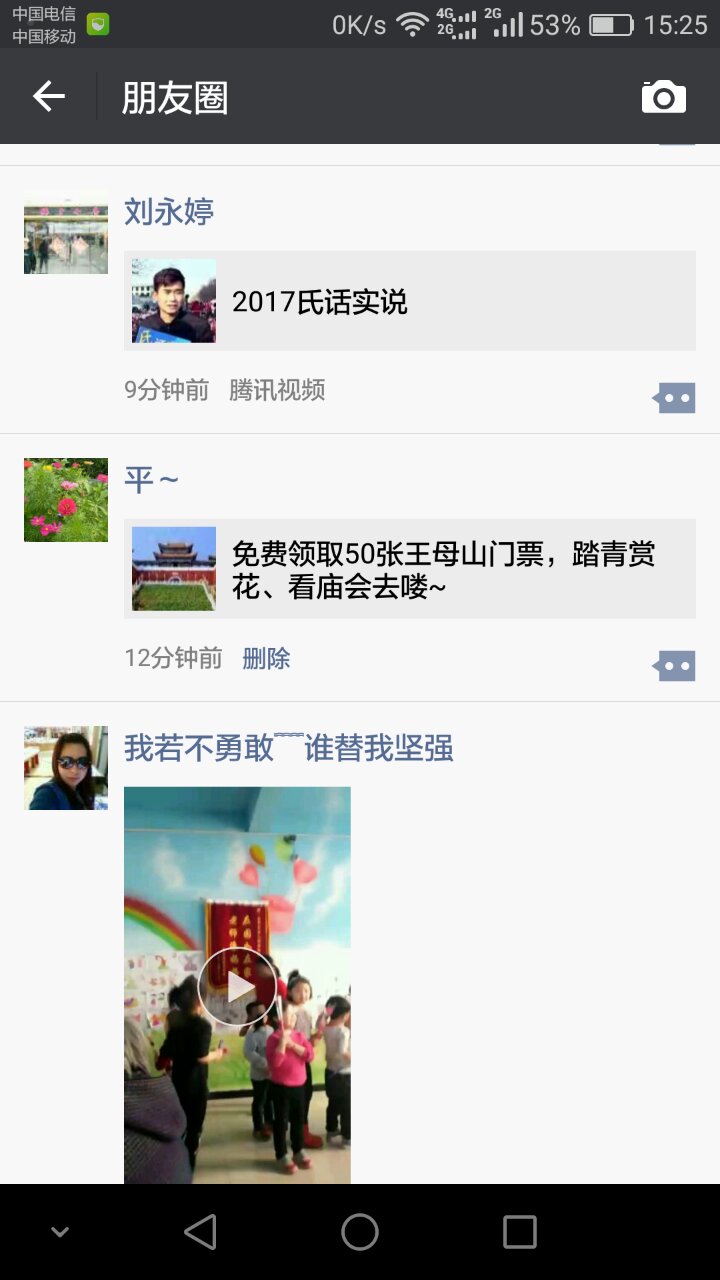 中国电信
中国移动
0K/s 4G 2G 2G 53% 15:25
朋友圈
刘永婷
2017氏话实说
9分钟前 腾讯视频
平~
免费领取50张王母山门票，踏青赏
花、看庙会去喽~
12分钟前 删除
我若不勇敢﹋谁替我坚强